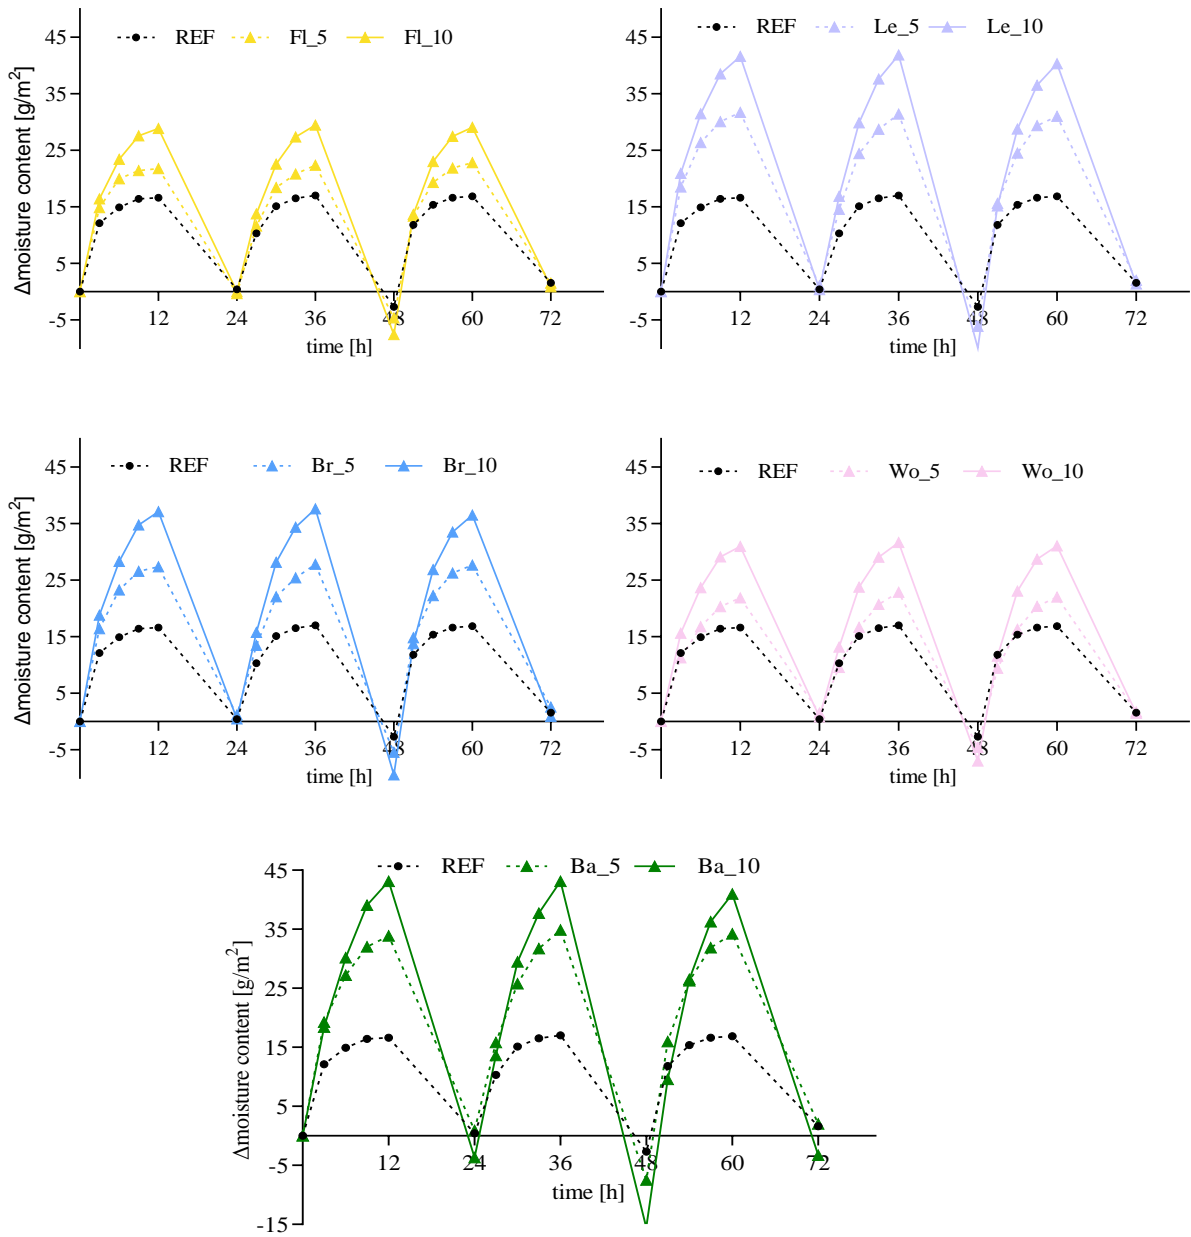 REF Fl_5 Fl_10
45
35
25
15
5
-5
Δmoisture content [g/m²]
12 24 36 48 60 72
time [h]
REF Le_5 Le_10
45
35
25
15
5
-5
12 24 36 48 60 72
time [h]
REF Br_5 Br_10
45
35
25
15
5
-5
Δmoisture content [g/m²]
12 24 36 48 60 72
time [h]
REF Wo_5 Wo_10
45
35
25
15
5
-5
12 24 36 48 60 72
time [h]
REF Ba_5 Ba_10
45
35
25
15
5
-5
-15
Δmoisture content [g/m²]
12 24 36 48 60 72
time [h]